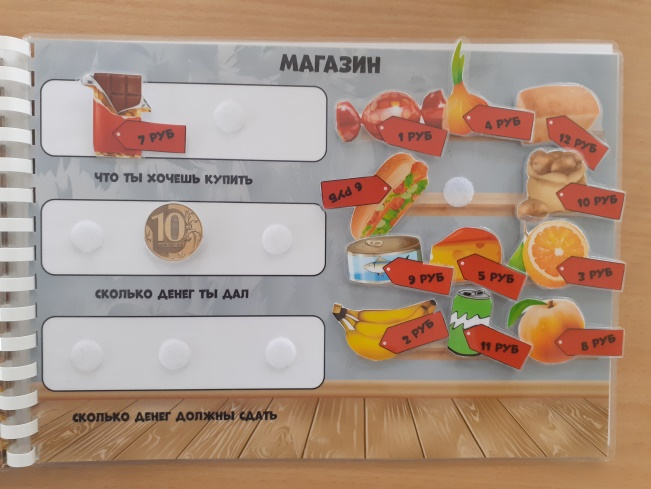 МАГАЗИН
7 РУБ
ЧТО ТЫ ХОЧЕШЬ КУПИТЬ
10
СКОЛЬКО ДЕНЕГ ТЫ ДАЛ
СКОЛЬКО ДЕНЕГ ДОЛЖНЫ СДАТЬ
1 РУБ
4 РУБ
12 РУБ
6 РУБ
10 РУБ
9 РУБ
5 РУБ
3 РУБ
2 РУБ
11 РУБ
8 РУБ